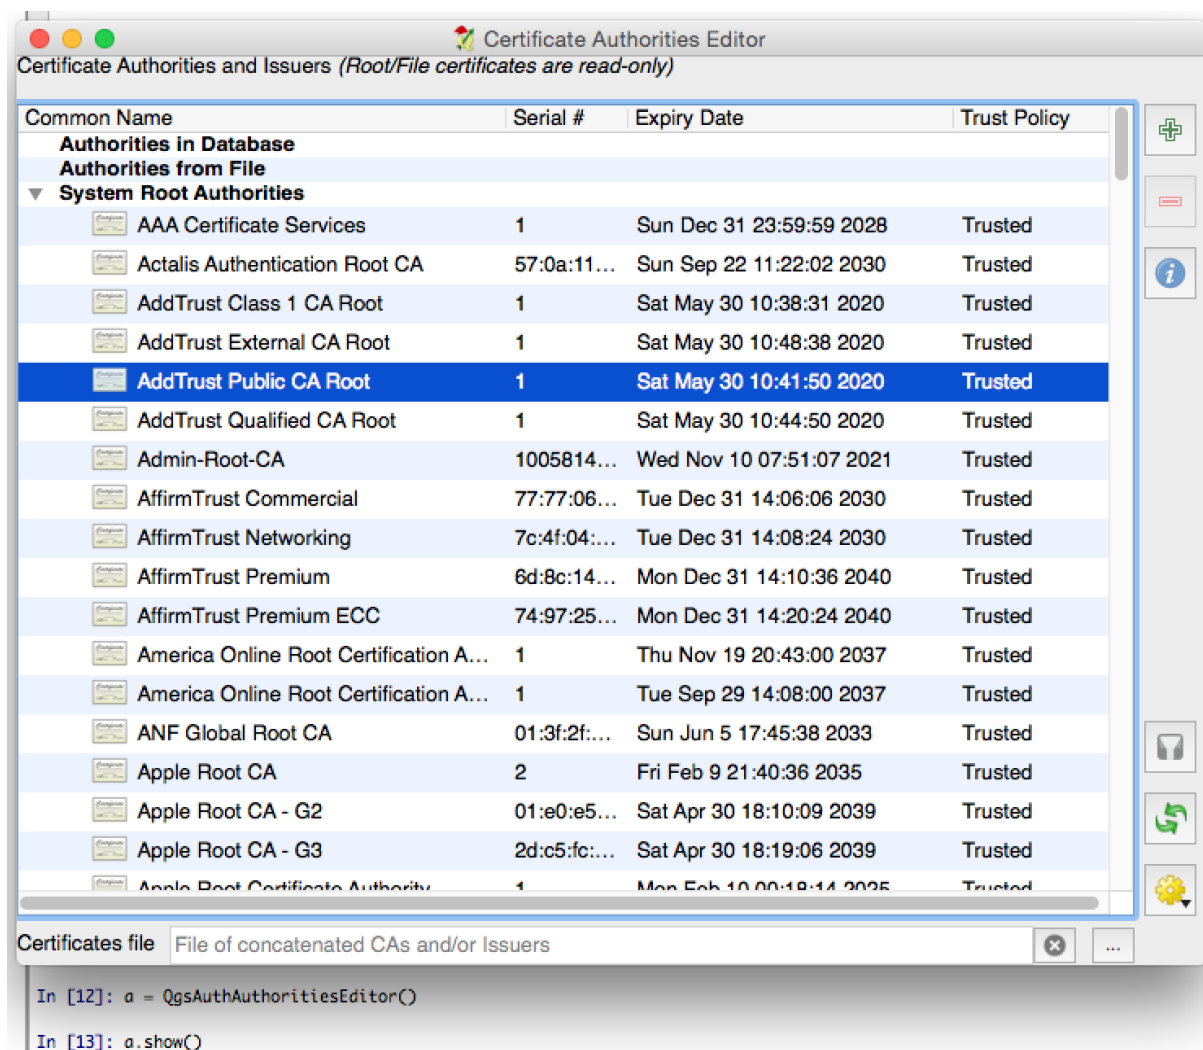 Certificate Authorities Editor
Certificate Authorities and Issuers (Root/File certificates are read-only)
Common Name Serial # Expiry Date Trust Policy
Authorities in Database
Authorities from File
System Root Authorities
AAA Certificate Services 1 Sun Dec 31 23:59:59 2028 Trusted
Actalis Authentication Root CA 57:0a:11... Sun Sep 22 11:22:02 2030 Trusted
AddTrust Class 1 CA Root 1 Sat May 30 10:38:31 2020 Trusted
AddTrust External CA Root 1 Sat May 30 10:48:38 2020 Trusted
AddTrust Public CA Root 1 Sat May 30 10:41:50 2020 Trusted
AddTrust Qualified CA Root 1 Sat May 30 10:44:50 2020 Trusted
Admin-Root-CA 1005814... Wed Nov 10 07:51:07 2021 Trusted
AffirmTrust Commercial 77:77:06... Tue Dec 31 14:06:06 2030 Trusted
AffirmTrust Networking 7c:4f:04:... Tue Dec 31 14:08:24 2030 Trusted
AffirmTrust Premium 6d:8c:14... Mon Dec 31 14:10:36 2040 Trusted
AffirmTrust Premium ECC 74:97:25... Mon Dec 31 14:20:24 2040 Trusted
America Online Root Certification A... 1 Thu Nov 19 20:43:00 2037 Trusted
America Online Root Certification A... 1 Tue Sep 29 14:08:00 2037 Trusted
ANF Global Root CA 01:3f:2f:... Sun Jun 5 17:45:38 2033 Trusted
Apple Root CA 2 Fri Feb 9 21:40:36 2035 Trusted
Apple Root CA - G2 01:e0:e5... Sat Apr 30 18:10:09 2039 Trusted
Apple Root CA - G3 2d:c5:fc:... Sat Apr 30 18:19:06 2039 Trusted
Apple Root Certificate Authority 1 Mon Feb 10 00:18:14 2025 Trusted
Certificates file File of concatenated CAs and/or Issuers ...
In [12]: a = QgsAuthAuthoritiesEditor()
In [13]: a.show()